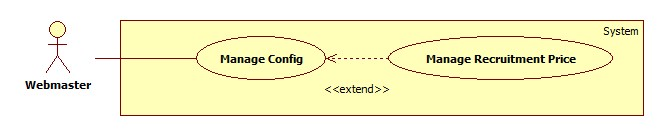 System
Manage Config
Manage Recruitment Price
Webmaster
<<extend>>